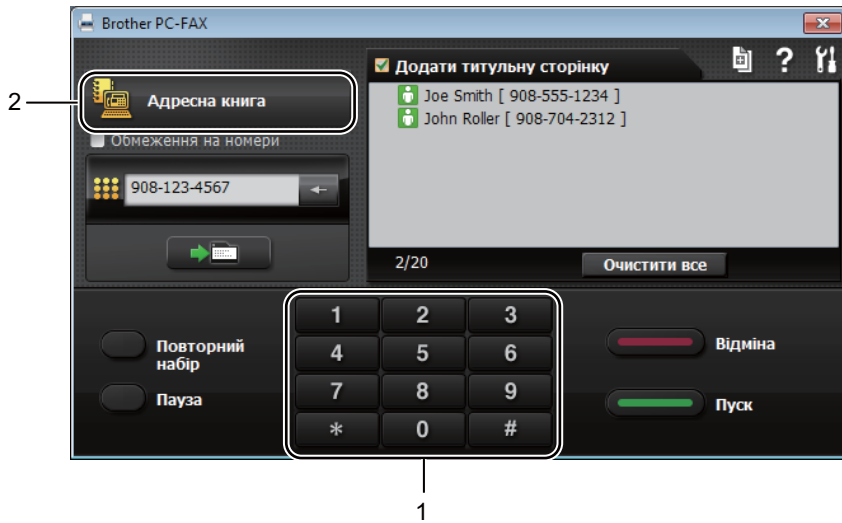 Brother PC-FAX
2
Адресна книга
Обмеження на номери
908-123-4567
Додати титульну сторінку
?
Joe Smith [ 908-555-1234 ]
John Roller [ 908-704-2312 ]
2/20
Очистити все
Повторний
набір
Пауза
1 2 3
4 5 6
7 8 9
* 0 #
Відміна
Пуск
1